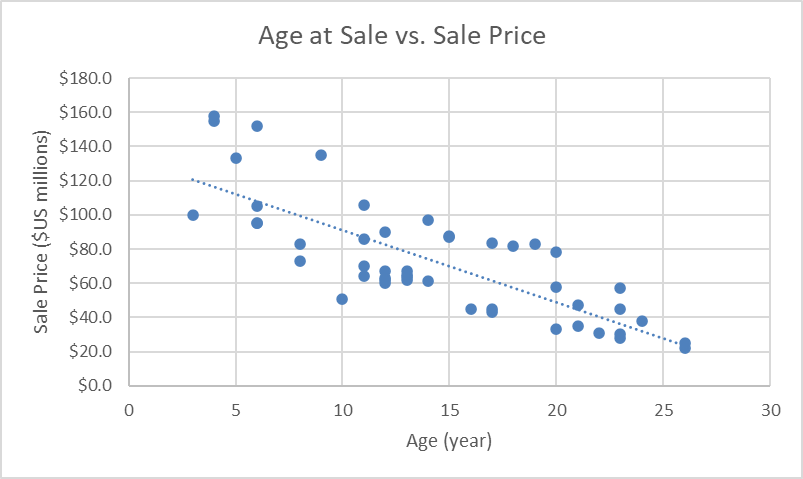 Age at Sale vs. Sale Price
$180.0
$160.0
$140.0
$120.0
$100.0
$80.0
$60.0
$40.0
$20.0
$0.0
Sale Price ($US millions)
0 5 10 15 20 25 30
Age (year)